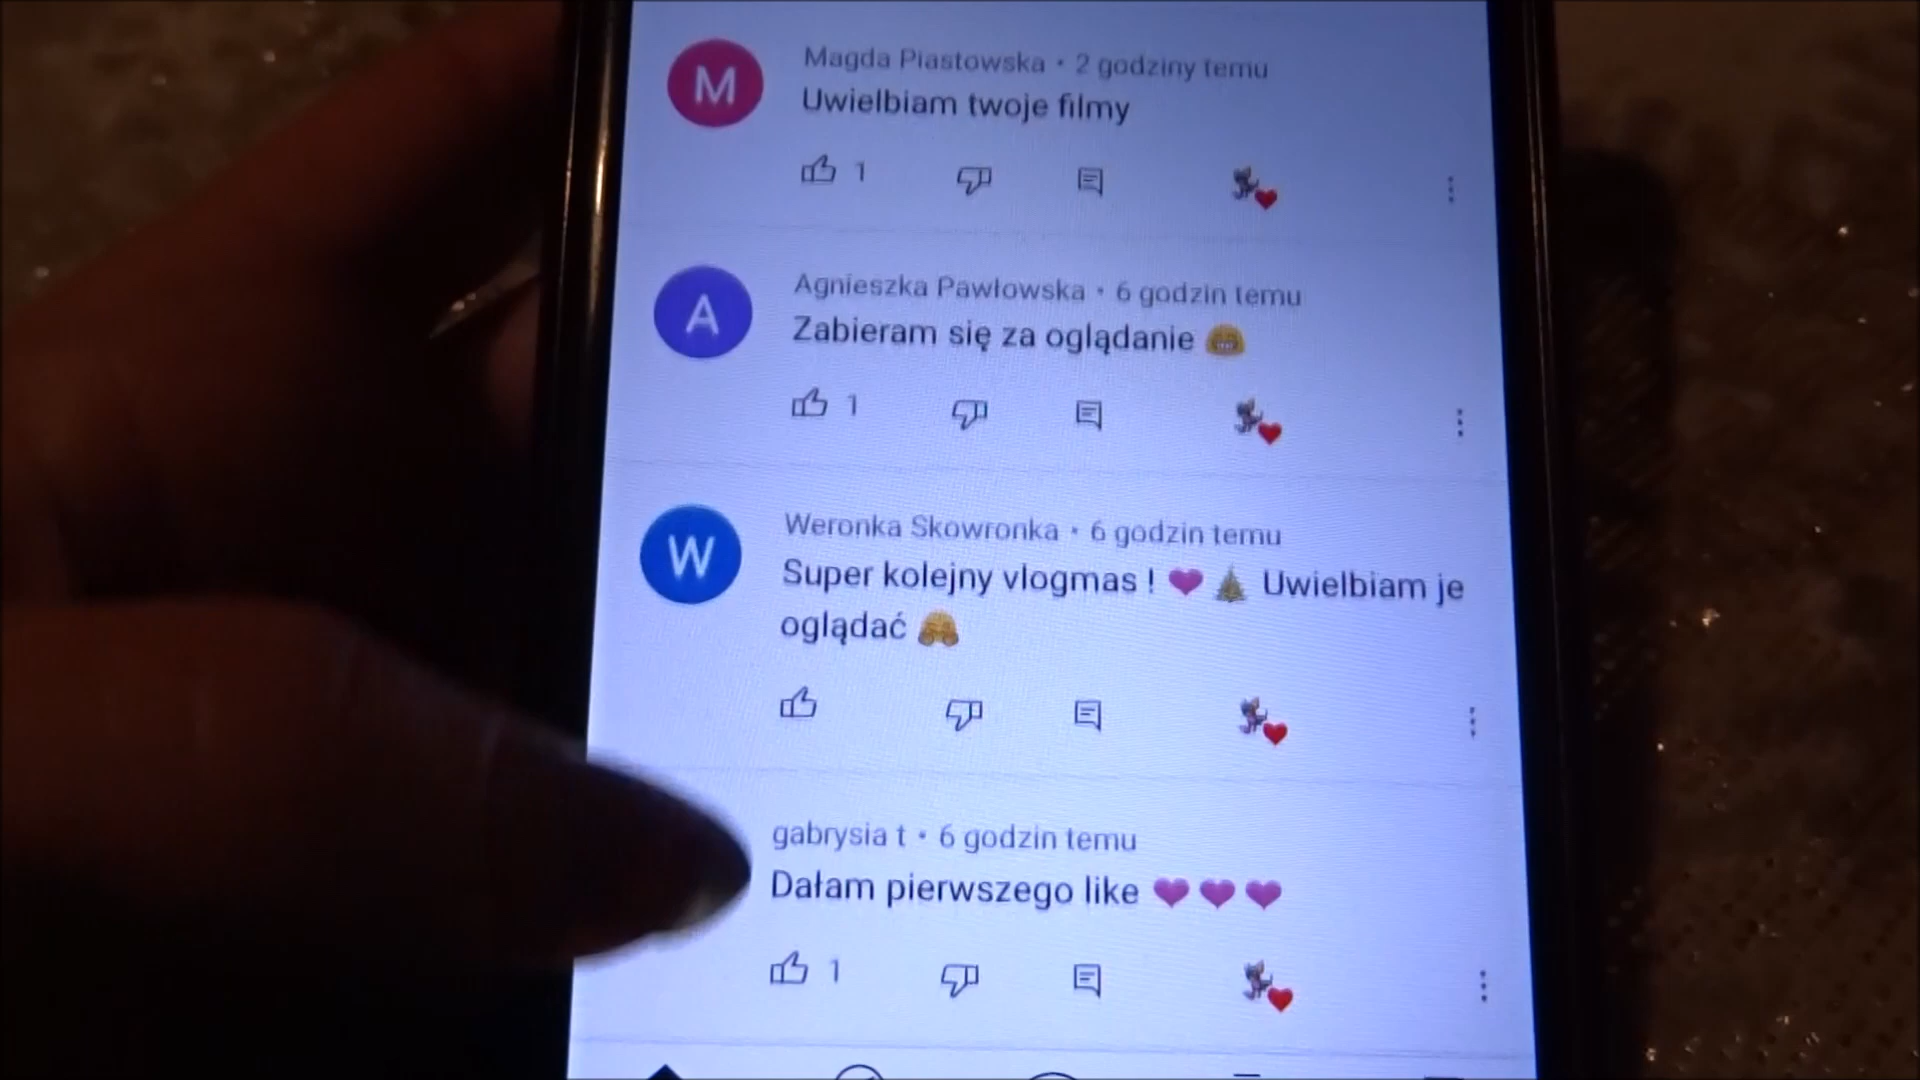 M
Magda Piastowska • 2 godziny temu
Uwielbiam twoje filmy
1
A
Agnieszka Pawłowska • 6 godzin temu
Zabieram się za oglądanie 😁
1
W
Weronka Skowronka • 6 godzin temu
Super kolejny vlogmas ! 💜 🎄 Uwielbiam je
oglądać 🙈
gabrysia t • 6 godzin temu
Dałam pierwszego like 💜 💜 💜
1